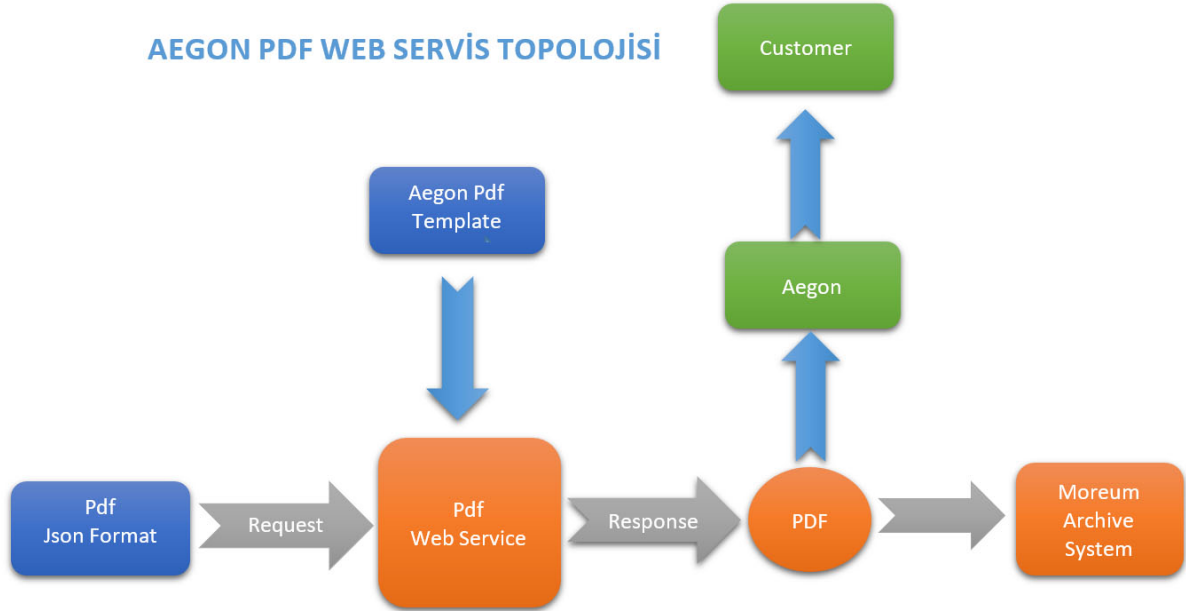 AEGON PDF WEB SERVİS TOPOLOJİSİ
Customer
Aegon Pdf
Template
Aegon
Pdf
Json Format
Request
Pdf
Web Service
Response
PDF
Moreum
Archive
System